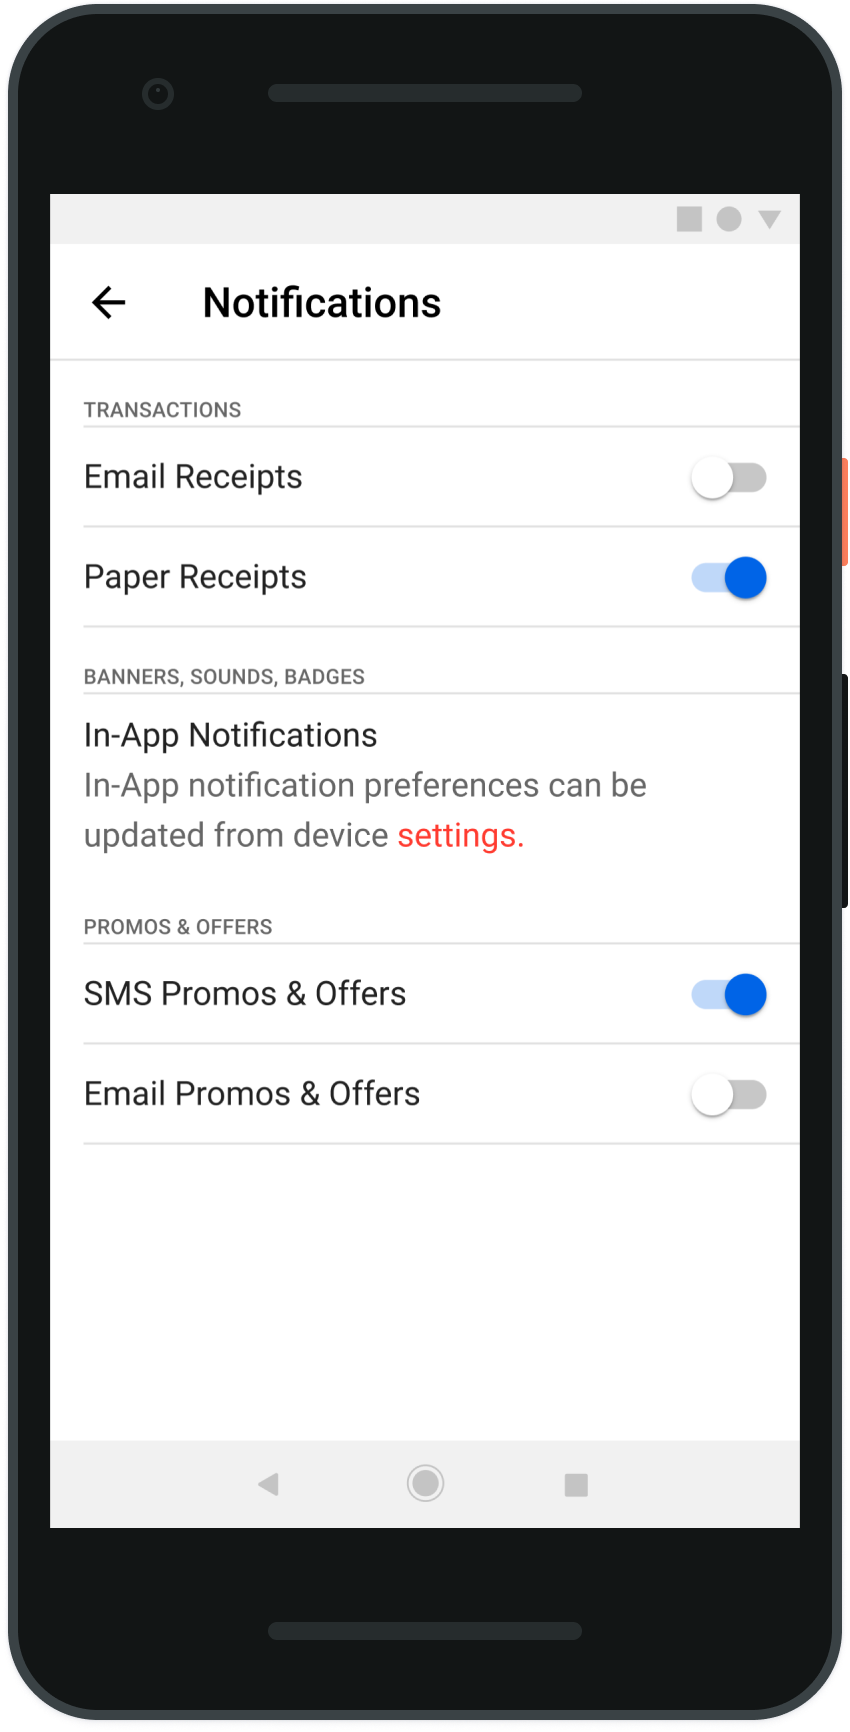 Notifications
TRANSACTIONS
Email Receipts
Paper Receipts
BANNERS, SOUNDS, BADGES
In-App Notifications
In-App notification preferences can be
updated from device settings.
PROMOS & OFFERS
SMS Promos & Offers
Email Promos & Offers